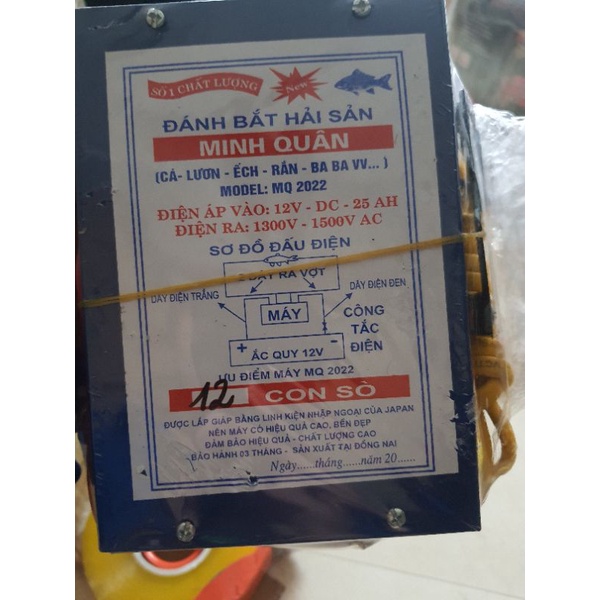 SỐ 1 CHẤT LƯỢNG
New
ĐÁNH BẮT HẢI SẢN
MINH QUÂN
(CÁ- LƯƠN - ẾCH - RẮN - BA BA VV... )
MODEL: MQ 2022
ĐIỆN ÁP VÀO: 12V - DC - 25 AH
ĐIỆN RA: 1300V - 1500V AC
SƠ ĐỒ ĐẤU ĐIỆN
2 DÂY RA VỢT
DÂY ĐIỆN TRẮNG
DÂY ĐIỆN ĐEN
MÁY
CÔNG
TẮC
ĐIỆN
+ -
ẮC QUY 12V
ƯU ĐIỂM MÁY MQ 2022
12 CON SÒ
ĐƯỢC LẮP GIÁP BẰNG LINH KIỆN NHẬP NGOẠI CỦA JAPAN
NÊN MÁY CÓ HIỆU QUẢ CAO, BỀN ĐẸP
ĐẢM BẢO HIỆU QUẢ - CHẤT LƯỢNG CAO
BẢO HÀNH 03 THÁNG - SẢN XUẤT TẠI ĐỒNG NAI
Ngày.....tháng......năm 20......